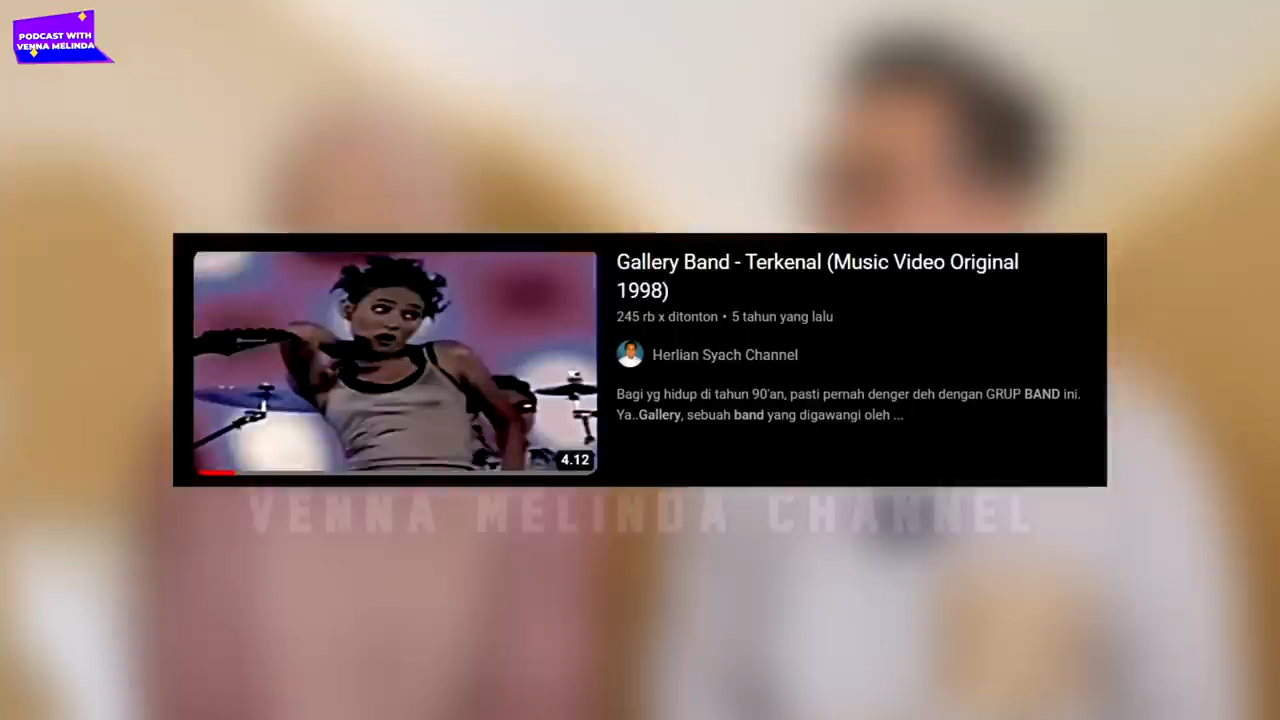 PODCAST WITH
VENNA MELINDA
Gallery Band - Terkenal (Music Video Original
1998)
245 rb x ditonton • 5 tahun yang lalu
Herlian Syach Channel
Bagi yg hidup di tahun 90'an, pasti pernah denger deh dengan GRUP BAND ini.
Ya..Gallery, sebuah band yang digawangi oleh ...
4.12
VENNA MELINDA CHANNEL